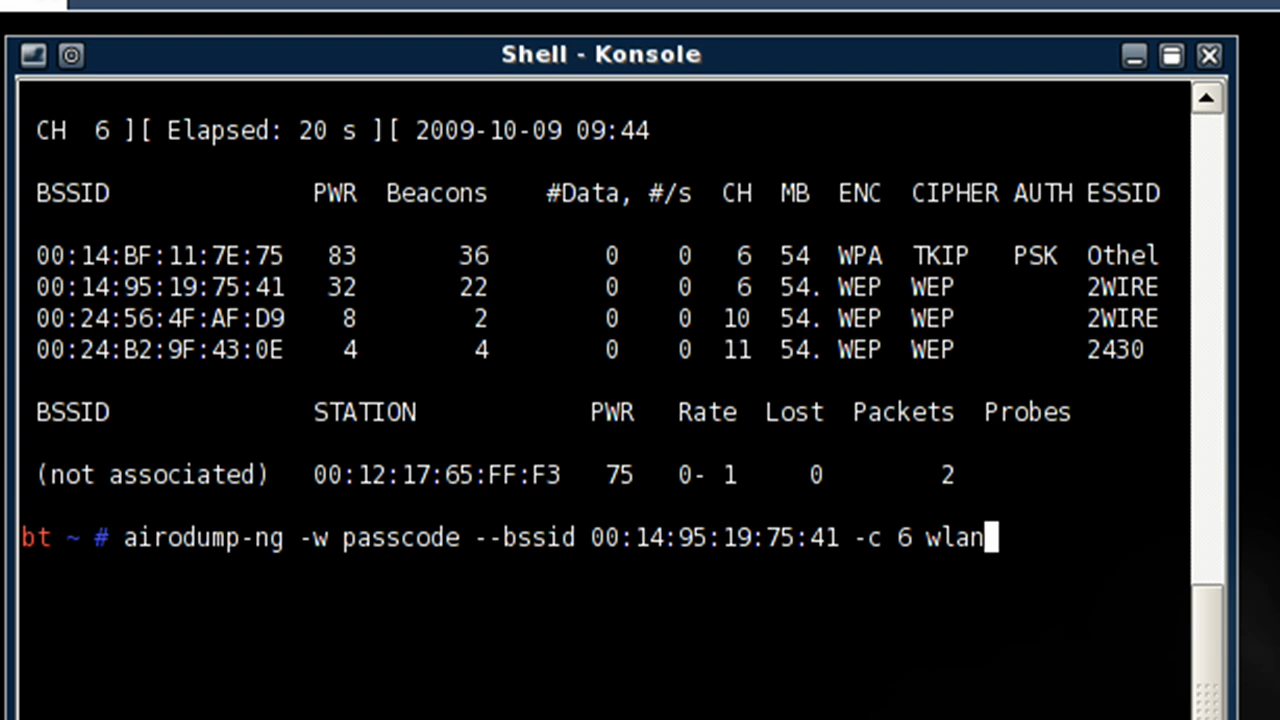 Shell - Konsole
CH 6 ][ Elapsed: 20 s ][ 2009-10-09 09:44
BSSID PWR Beacons #Data, #/s CH MB ENC CIPHER AUTH ESSID
00:14:BF:11:7E:75 83 36 0 0 6 54 WPA TKIP PSK Othel
00:14:95:19:75:41 32 22 0 0 6 54. WEP WEP 2WIRE
00:24:56:4F:AF:D9 8 2 0 0 10 54. WEP WEP 2WIRE
00:24:B2:9F:43:0E 4 4 0 0 11 54. WEP WEP 2430
BSSID STATION PWR Rate Lost Packets Probes
(not associated) 00:12:17:65:FF:F3 75 0- 1 0 2
bt ~ # airodump-ng -w passcode --bssid 00:14:95:19:75:41 -c 6 wlan